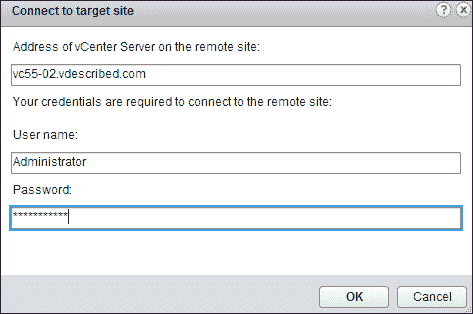 Connect to target site
? x
Address of vCenter Server on the remote site:
vc55-02.vdescribed.com
Your credentials are required to connect to the remote site:
User name:
Administrator
Password:
***********
OK Cancel